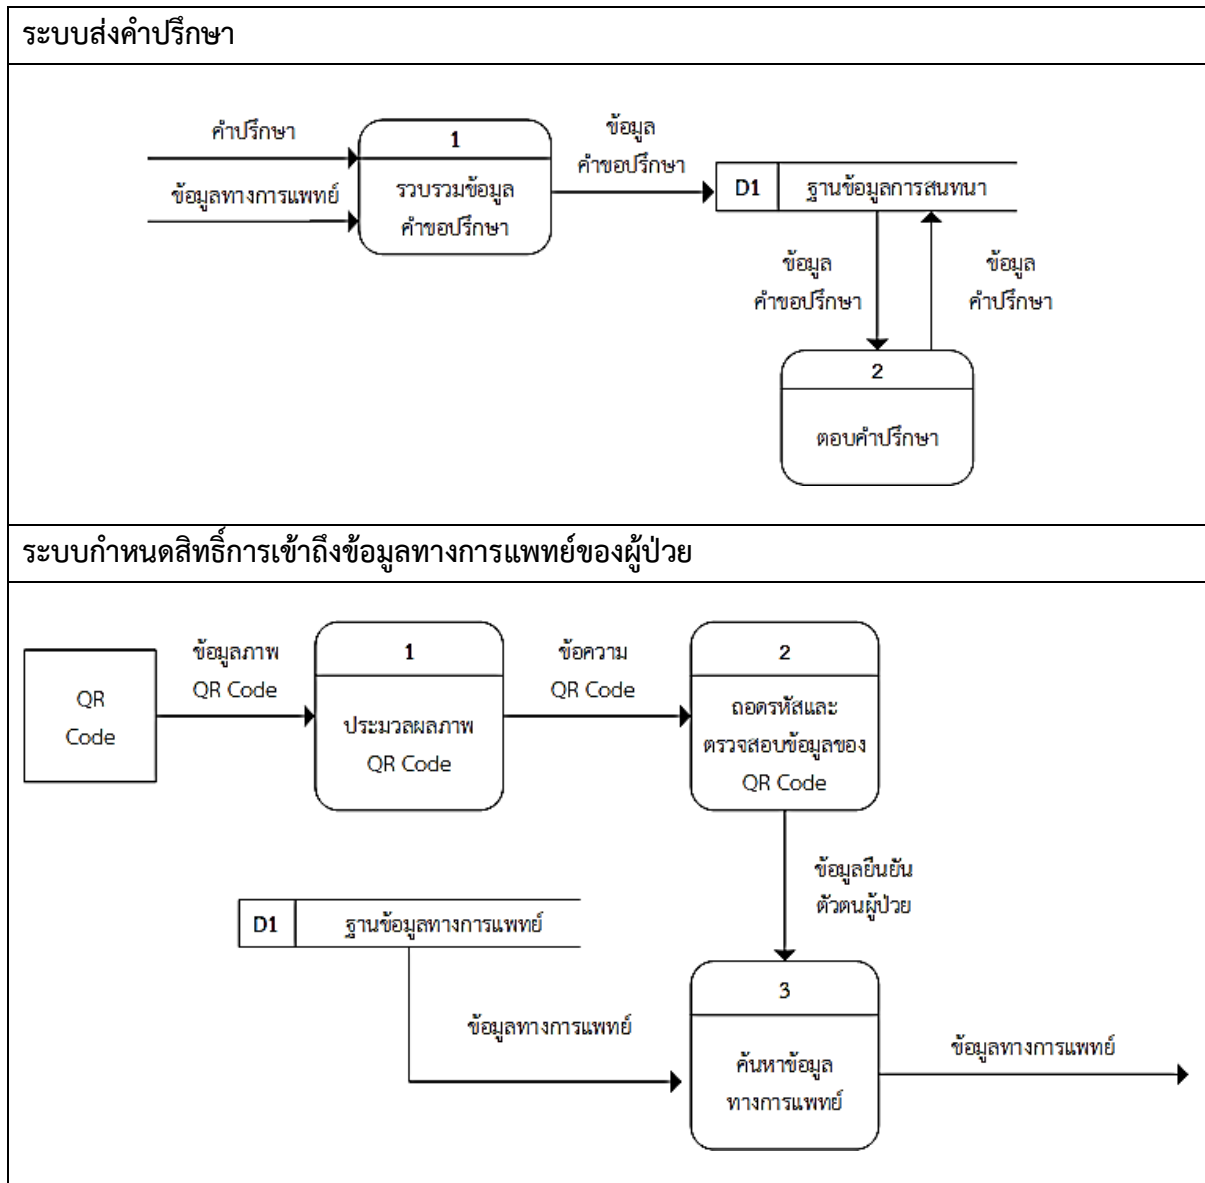 ระบบส่งคำปรึกษา
คำปรึกษา
ข้อมูลทางการแพทย์
1
รวบรวมข้อมูล
คำขอปรึกษา
ข้อมูล
คำขอปรึกษา
D1 ฐานข้อมูลการสนทนา
ข้อมูล
คำขอปรึกษา
ข้อมูล
คำปรึกษา
2
ตอบคำปรึกษา
ระบบกำหนดสิทธิ์การเข้าถึงข้อมูลทางการแพทย์ของผู้ป่วย
QR
Code
ข้อมูลภาพ
QR Code
1
ประมวลผลภาพ
QR Code
ข้อความ
QR Code
2
ถอดรหัสและ
ตรวจสอบข้อมูลของ
QR Code
ข้อมูลยืนยัน
ตัวตนผู้ป่วย
D1 ฐานข้อมูลทางการแพทย์
ข้อมูลทางการแพทย์
3
ค้นหาข้อมูล
ทางการแพทย์
ข้อมูลทางการแพทย์